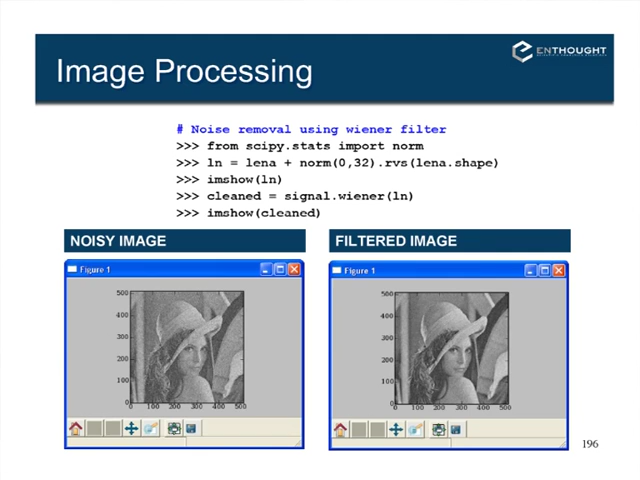 ENTHOUGHT
Image Processing
# Noise removal using wiener filter
>>> from scipy.stats import norm
>>> ln = lena + norm(0,32).rvs(lena.shape)
>>> imshow(ln)
>>> cleaned = signal.wiener(ln)
>>> imshow(cleaned)
NOISY IMAGE
FILTERED IMAGE
Figure 1
500
400
300
200
100
0
0 100 200 300 400 500
Figure 1
500
400
300
200
100
0
0 100 200 300 400 500
196